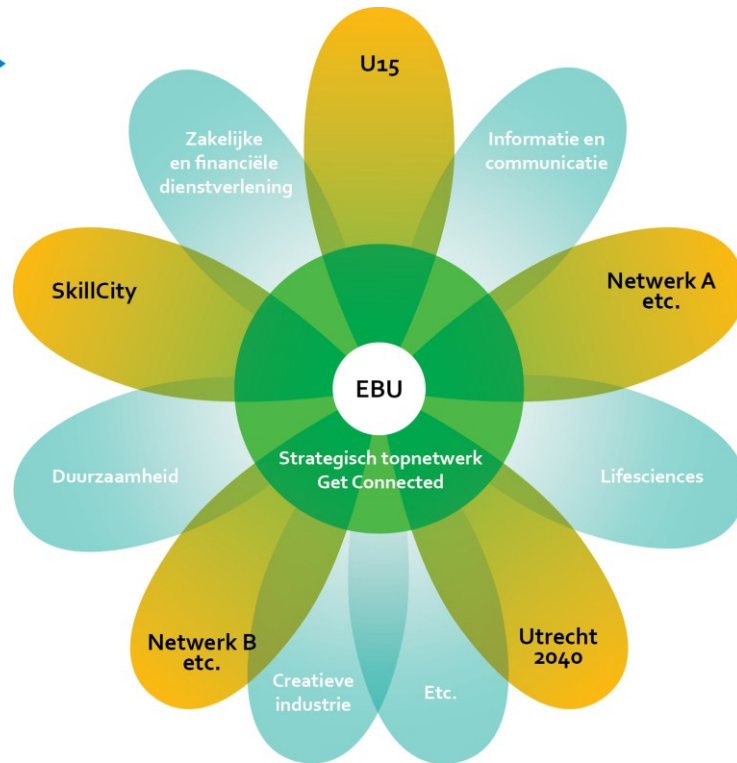 U15
Zakelijke
en financiële
dienstverlening
Informatie en
communicatie
SkillCity
Netwerk A
etc.
EBU
Strategisch topnetwerk
Get Connected
Duurzaamheid
Lifesciences
Netwerk B
etc.
Utrecht
2040
Creatieve
industrie
Etc.